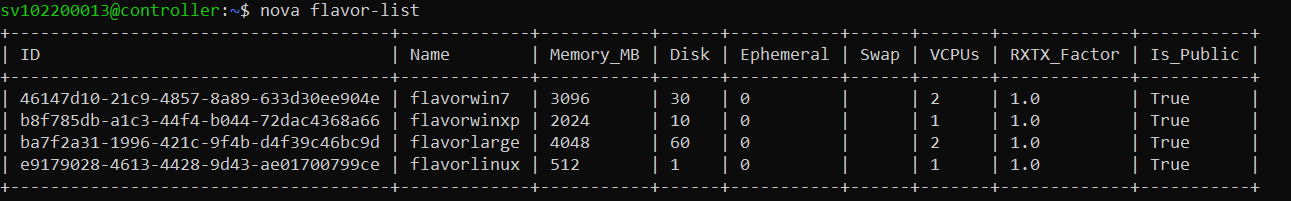 sv102200013@controller:~$ nova flavor-list
+--------------------------------------+-------------+-----------+------+-----------+------+-------+-------------+-----------+
| ID                                   | Name        | Memory_MB | Disk | Ephemeral | Swap | VCPUs | RXTX_Factor | Is_Public |
+--------------------------------------+-------------+-----------+------+-----------+------+-------+-------------+-----------+
| 46147d10-21c9-4857-8a89-633d30ee904e | flavorwin7  | 3096      | 30   | 0         |      | 2     | 1.0         | True      |
| b8f785db-a1c3-44f4-b044-72dac4368a66 | flavorwinxp | 2024      | 10   | 0         |      | 1     | 1.0         | True      |
| ba7f2a31-1996-421c-9f4b-d4f39c46bc9d | flavorlarge | 4048      | 60   | 0         |      | 2     | 1.0         | True      |
| e9179028-4613-4428-9d43-ae01700799ce | flavorlinux | 512       | 1    | 0         |      | 1     | 1.0         | True      |
+--------------------------------------+-------------+-----------+------+-----------+------+-------+-------------+-----------+